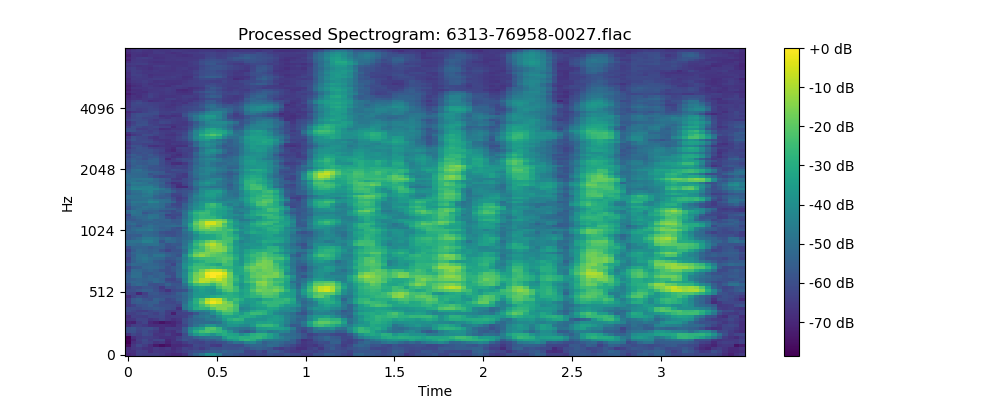 Processed Spectrogram: 6313-76958-0027.flac
+0 dB
-10 dB
-20 dB
-30 dB
-40 dB
-50 dB
-60 dB
-70 dB
Hz
4096
2048
1024
512
0
0 0.5 1 1.5 2 2.5 3
Time